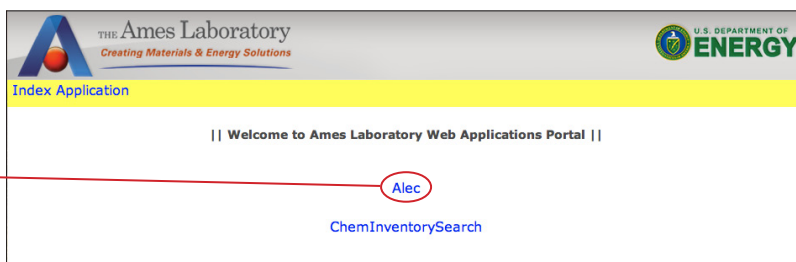 THE Ames Laboratory
Creating Materials & Energy Solutions
U.S. DEPARTMENT OF
ENERGY
Index Application
|| Welcome to Ames Laboratory Web Applications Portal ||
Alec
ChemInventorySearch